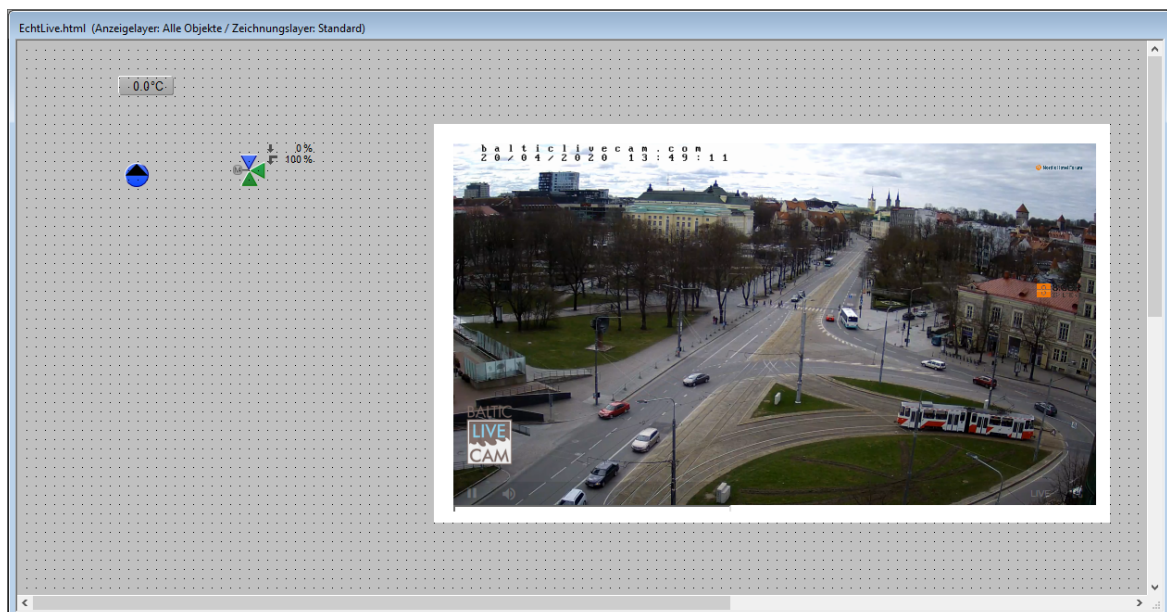 EchtLive.html (Anzeigelayer: Alle Objekte / Zeichnungslayer: Standard)
0.0°C
0%
100%
balticlivecam.com
20/04/2020 13:49:11
BALTIC
LIVE
CAM
LIVE